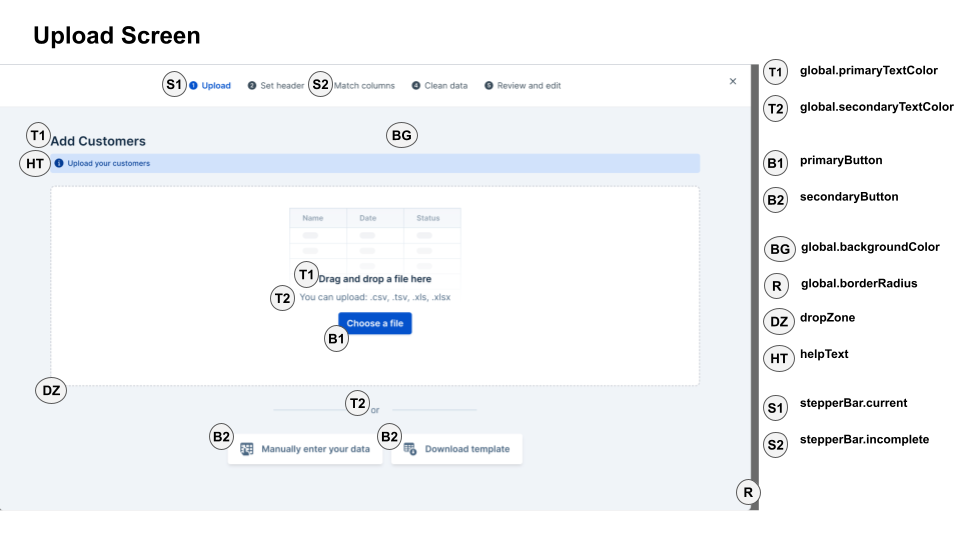 Upload Screen
S1 1 Upload 2 Set header S2 Match columns 4 Clean data 5 Review and edit ×
T1 global.primaryTextColor
T2 global.secondaryTextColor
T1 Add Customers BG
HT i Upload your customers
B1 primaryButton
B2 secondaryButton
Name Date Status
BG global.backgroundColor
T1 Drag and drop a file here
R global.borderRadius
T2 You can upload: .csv, .tsv, .xls, .xlsx
DZ dropZone
Choose a file
B1
HT helpText
DZ
T2 or
S1 stepperBar.current
B2 Manually enter your data B2 Download template
S2 stepperBar.incomplete
R